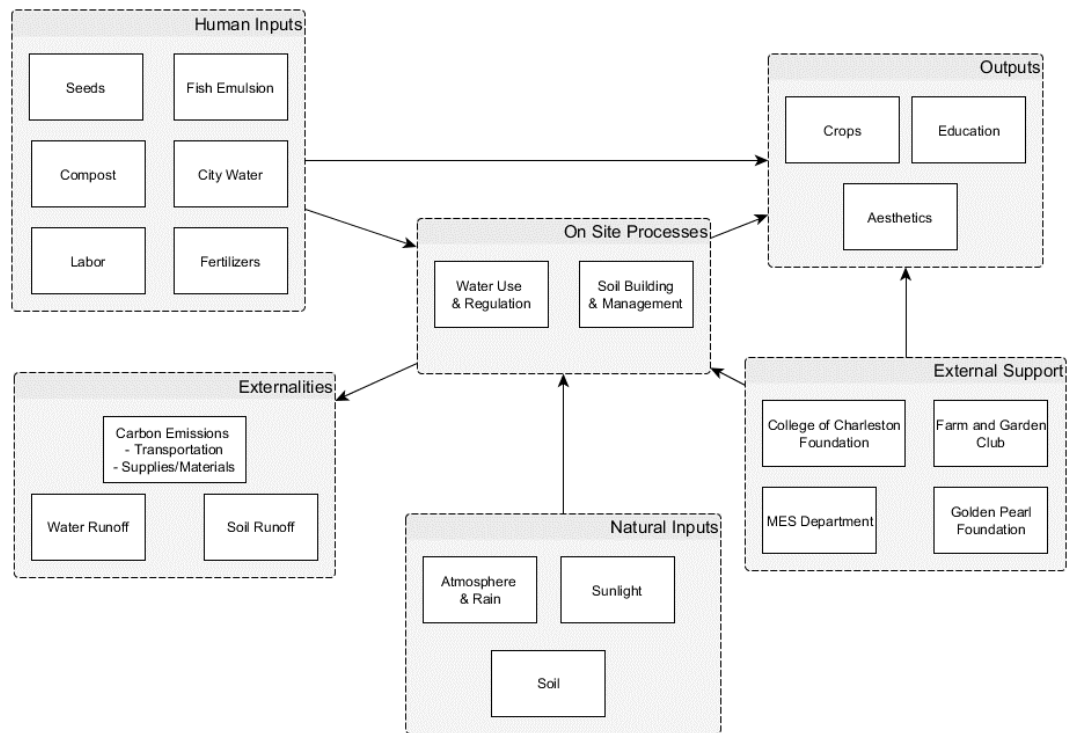 Human Inputs
Seeds
Fish Emulsion
Compost
City Water
Labor
Fertilizers
Outputs
Crops
Education
Aesthetics
On Site Processes
Water Use
& Regulation
Soil Building
& Management
Externalities
Carbon Emissions
- Transportation
- Supplies/Materials
Water Runoff
Soil Runoff
External Support
College of Charleston
Foundation
Farm and Garden
Club
MES Department
Golden Pearl
Foundation
Natural Inputs
Atmosphere
& Rain
Sunlight
Soil